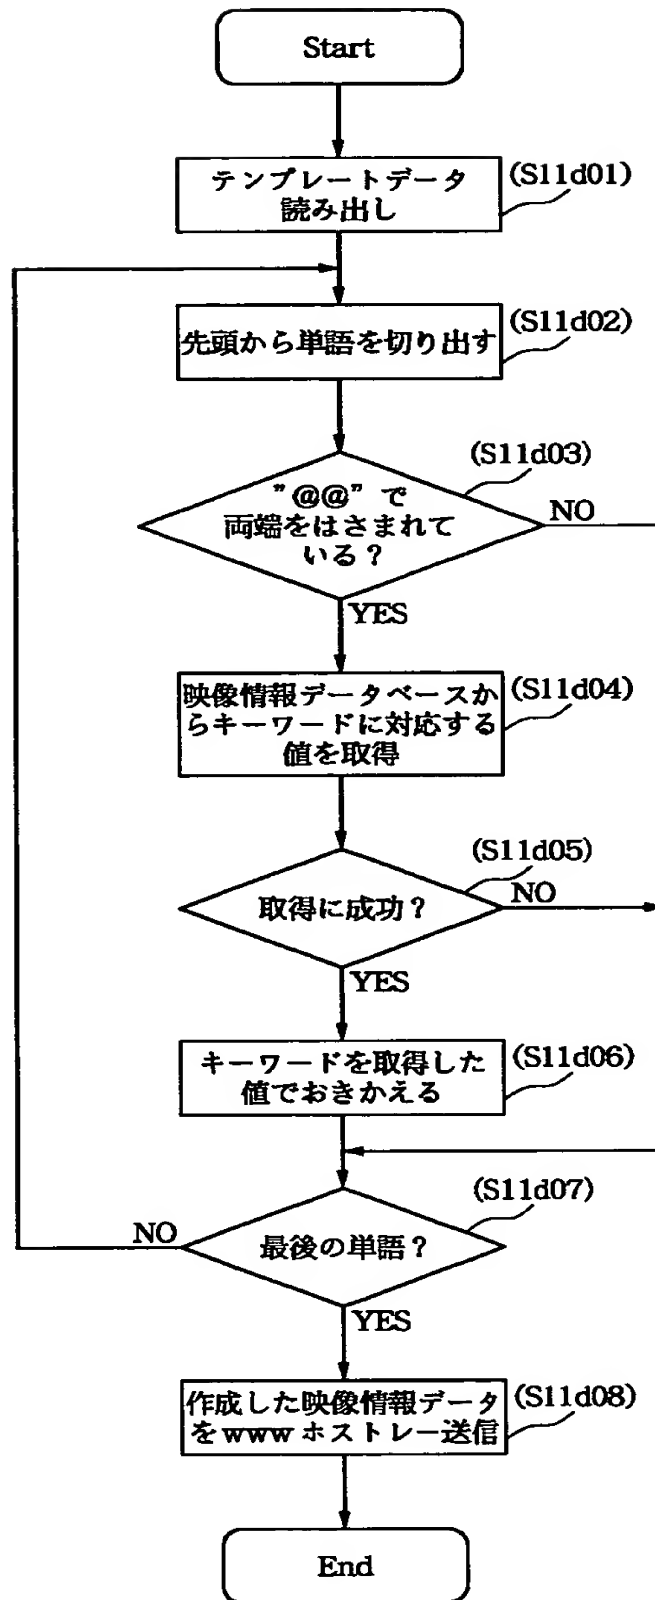 Start
テンプレートデータ
読み出し
(S11d01)
先頭から単語を切り出す
(S11d02)
(S11d03)
”@@”で
両端をはさまれて
いる？
NO
YES
映像情報データベースか
らキーワードに対応する
値を取得
(S11d04)
(S11d05)
取得に成功？
NO
YES
キーワードを取得した
値でおきかえる
(S11d06)
(S11d07)
最後の単語？
NO
YES
作成した映像情報データ
をwwwホストレー送信
(S11d08)
End